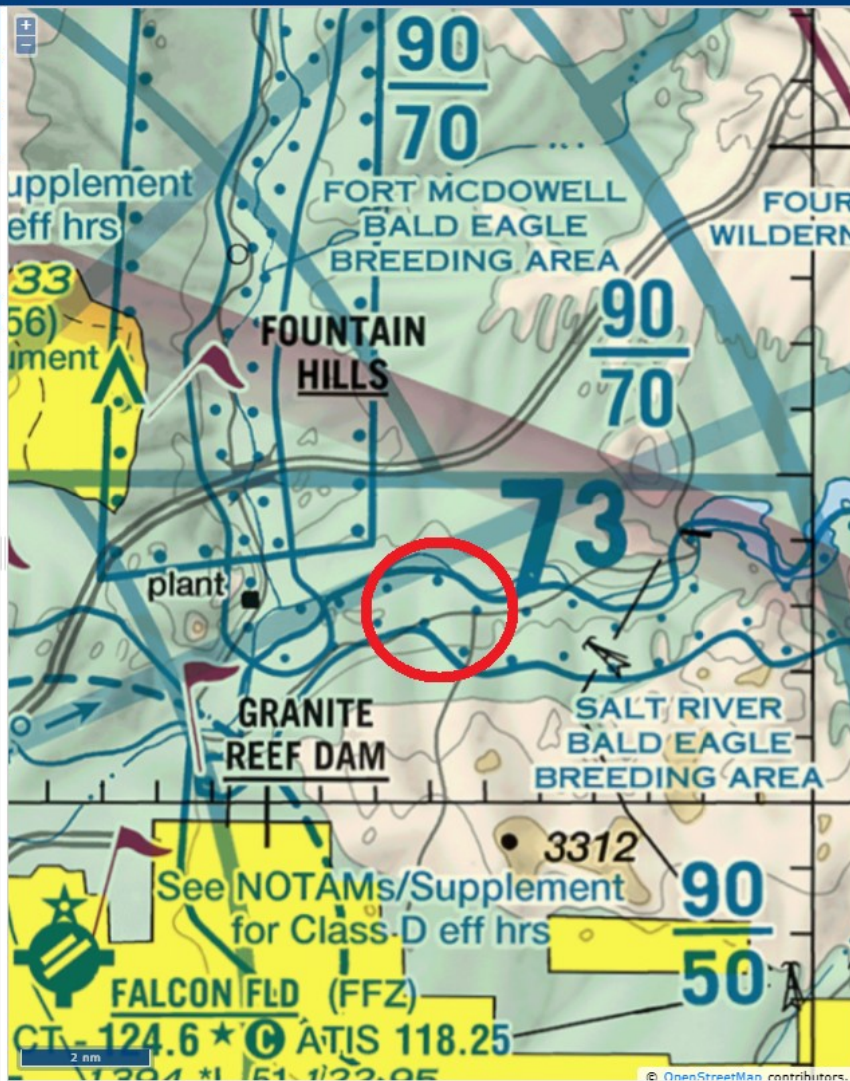 +
−
90
70
upplement
eff hrs
FORT MCDOWELL
BALD EAGLE
BREEDING AREA
FOUR
WILDERN
33
56)
ument
FOUNTAIN
HILLS
90
70
73
plant
GRANITE
REEF DAM
SALT RIVER
BALD EAGLE
BREEDING AREA
3312
See NOTAMs/Supplement
for Class D eff hrs
90
50
FALCON FLD (FFZ)
CT - 124.6 ★ C ATIS 118.25
2 nm
© OpenStreetMap contributors.